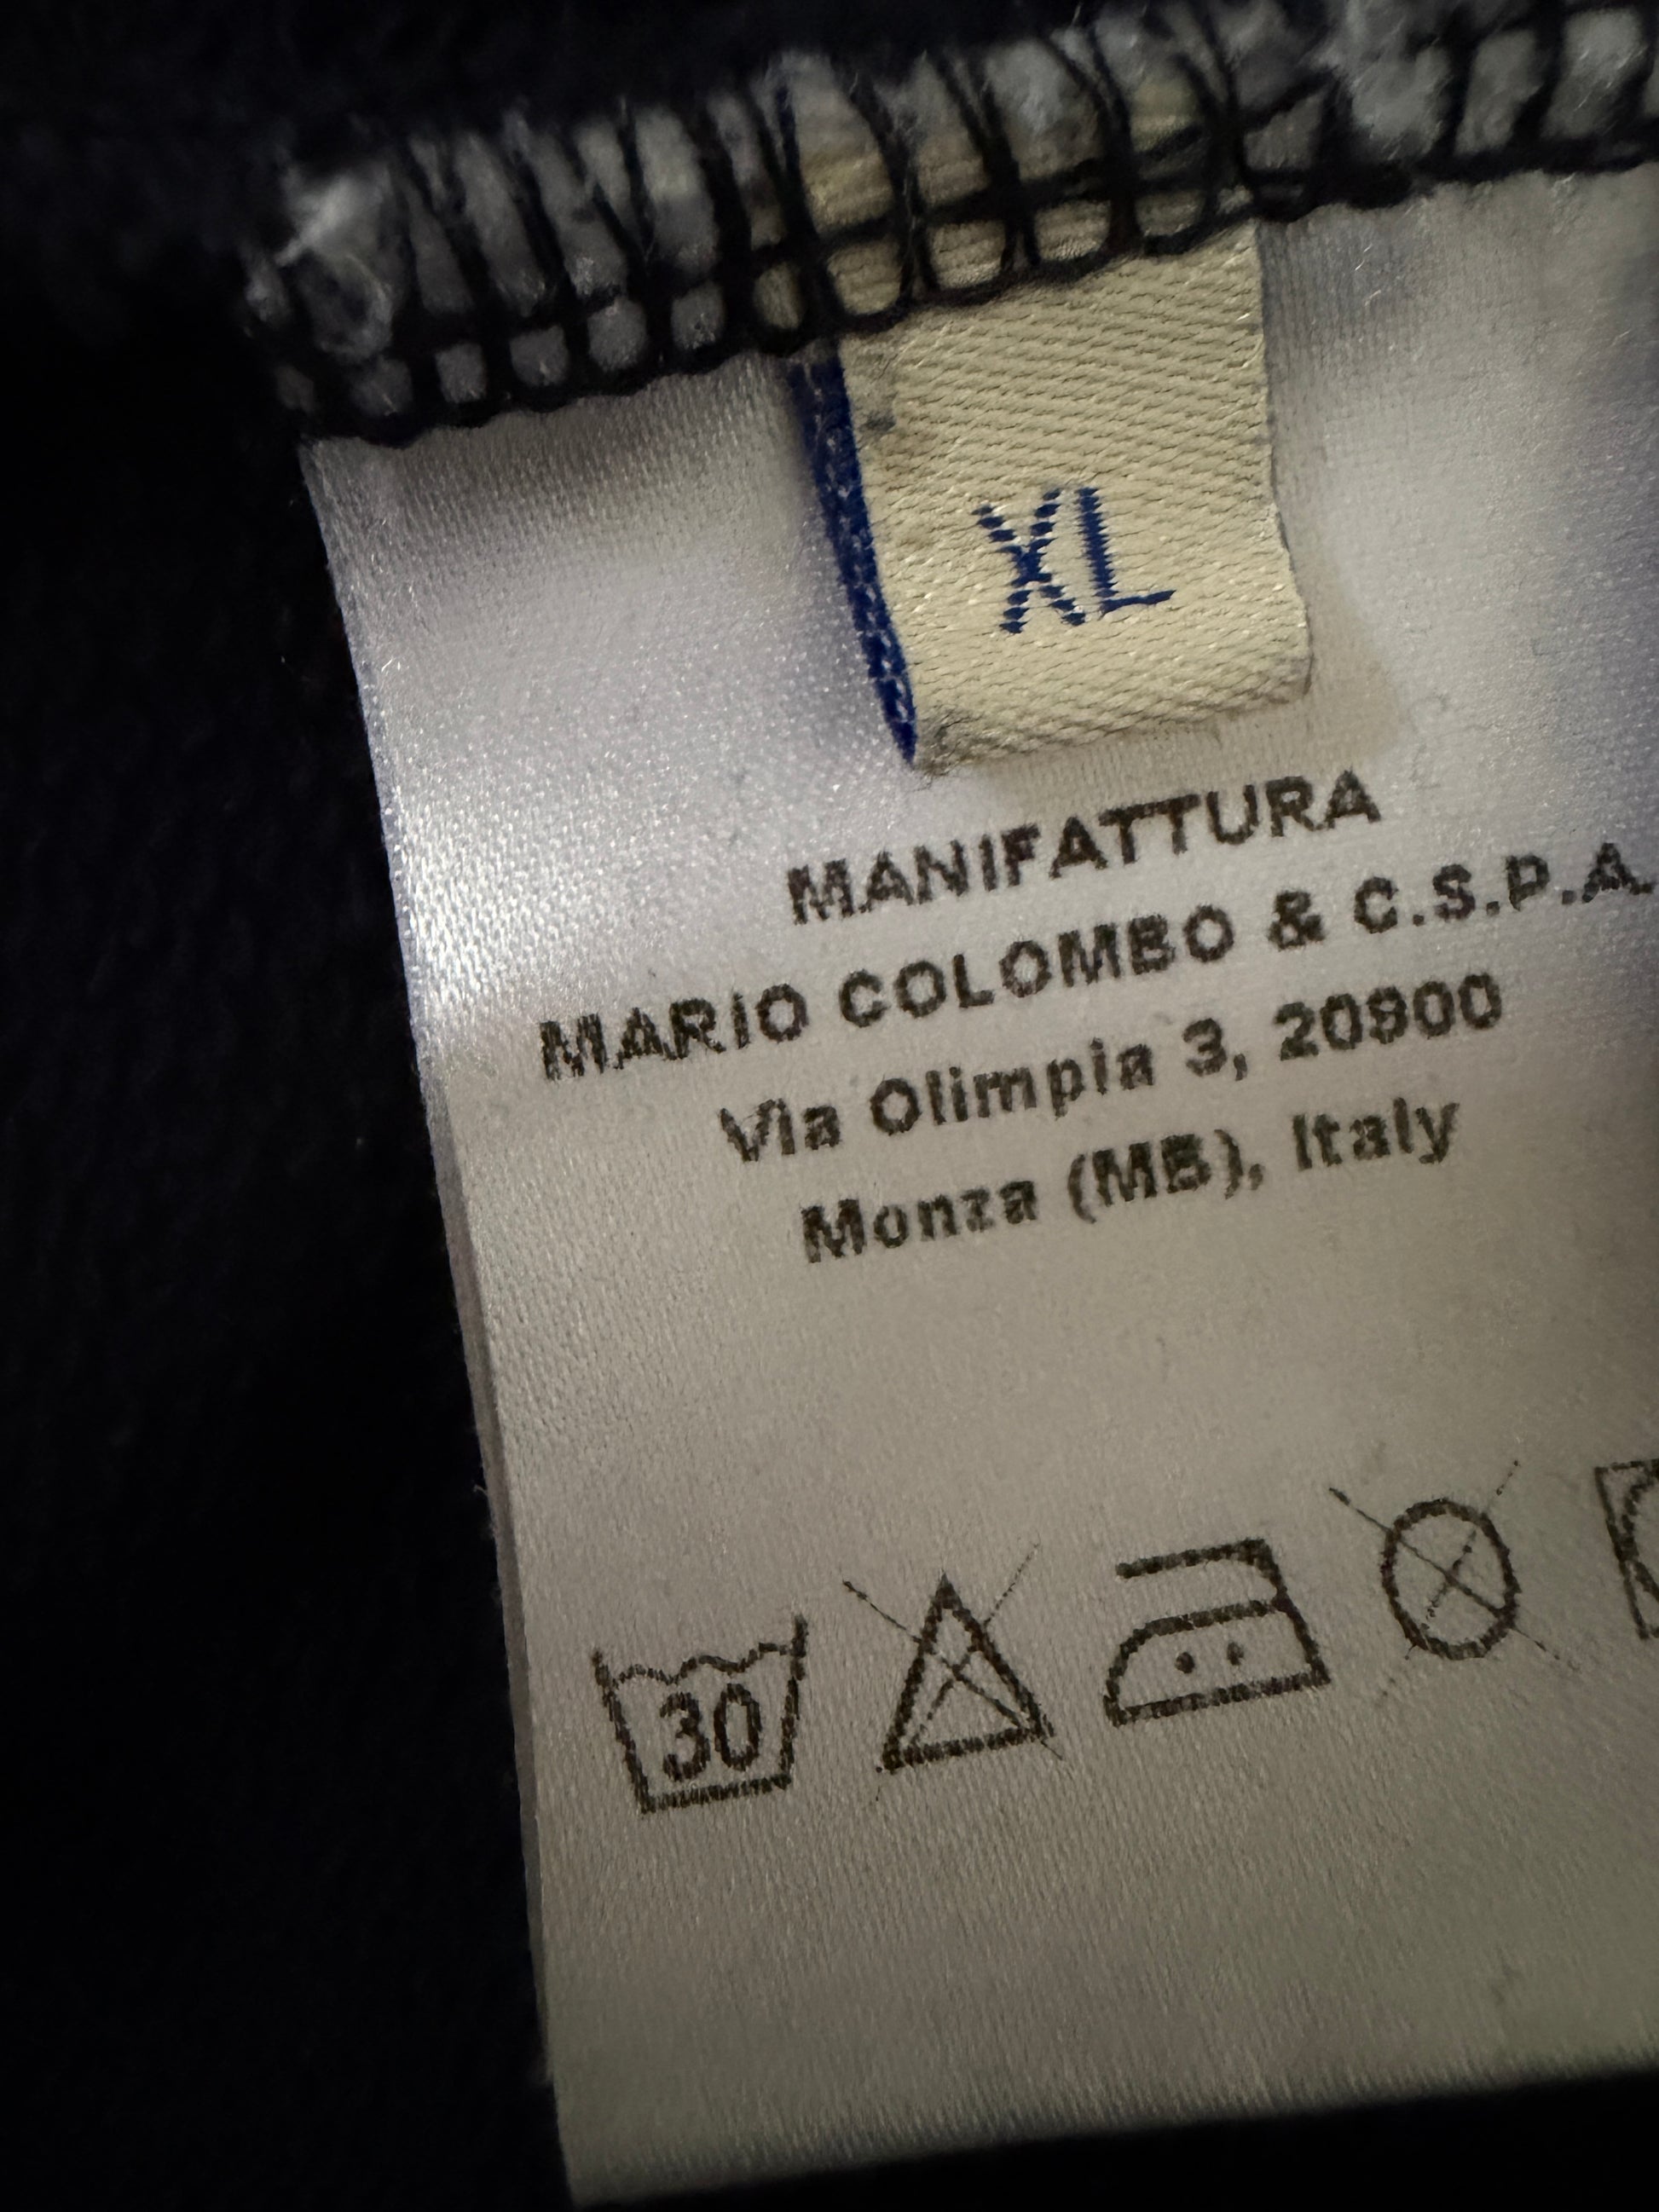 XL
MANIFATTURA
MARIO COLOMBO & C.S.P.A.
Via Olimpia 3, 20900
Monza (MB), Italy
30